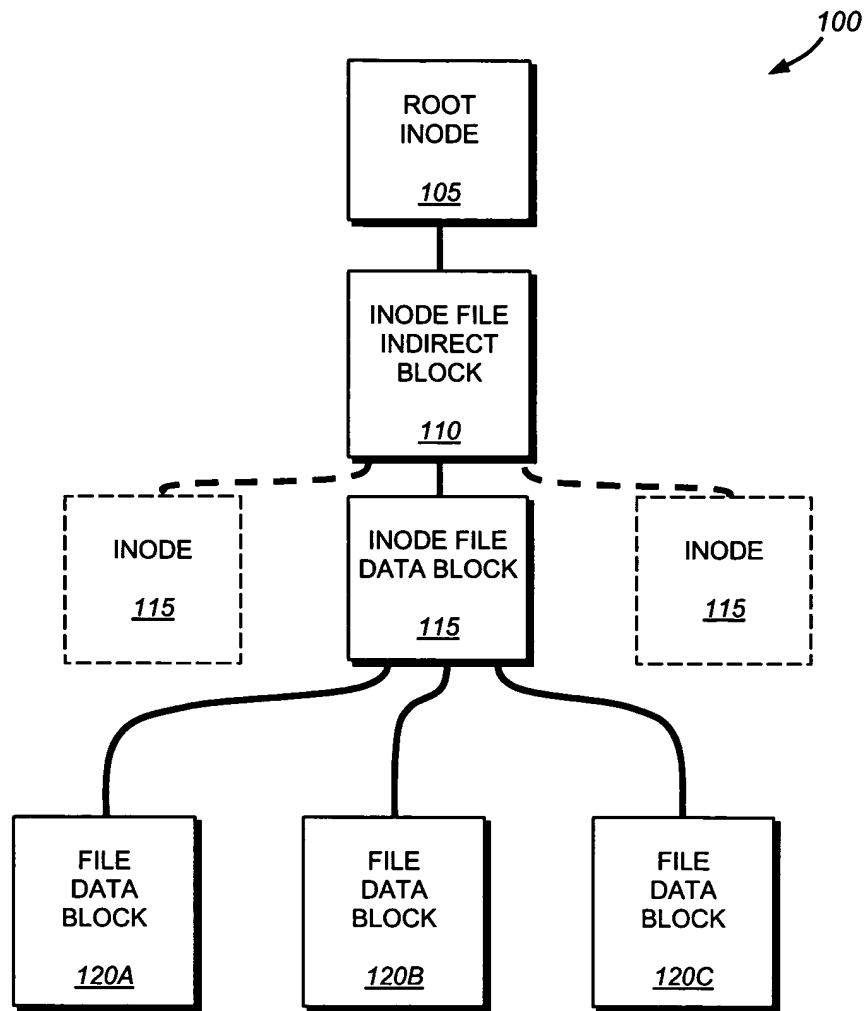 100
ROOT
INODE
105
INODE FILE
INDIRECT
BLOCK
110
INODE
115
INODE FILE
DATA BLOCK
115
INODE
115
FILE
DATA
BLOCK
120A
FILE
DATA
BLOCK
120B
FILE
DATA
BLOCK
120C